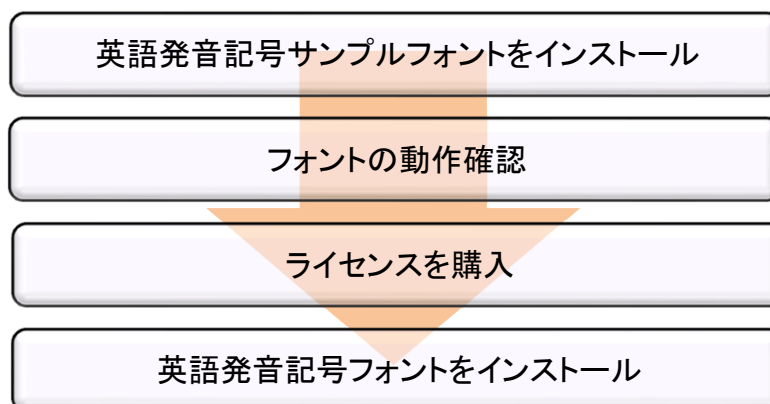 英語発音記号サンプルフォントをインストール
フォントの動作確認
ライセンスを購入
英語発音記号フォントをインストール